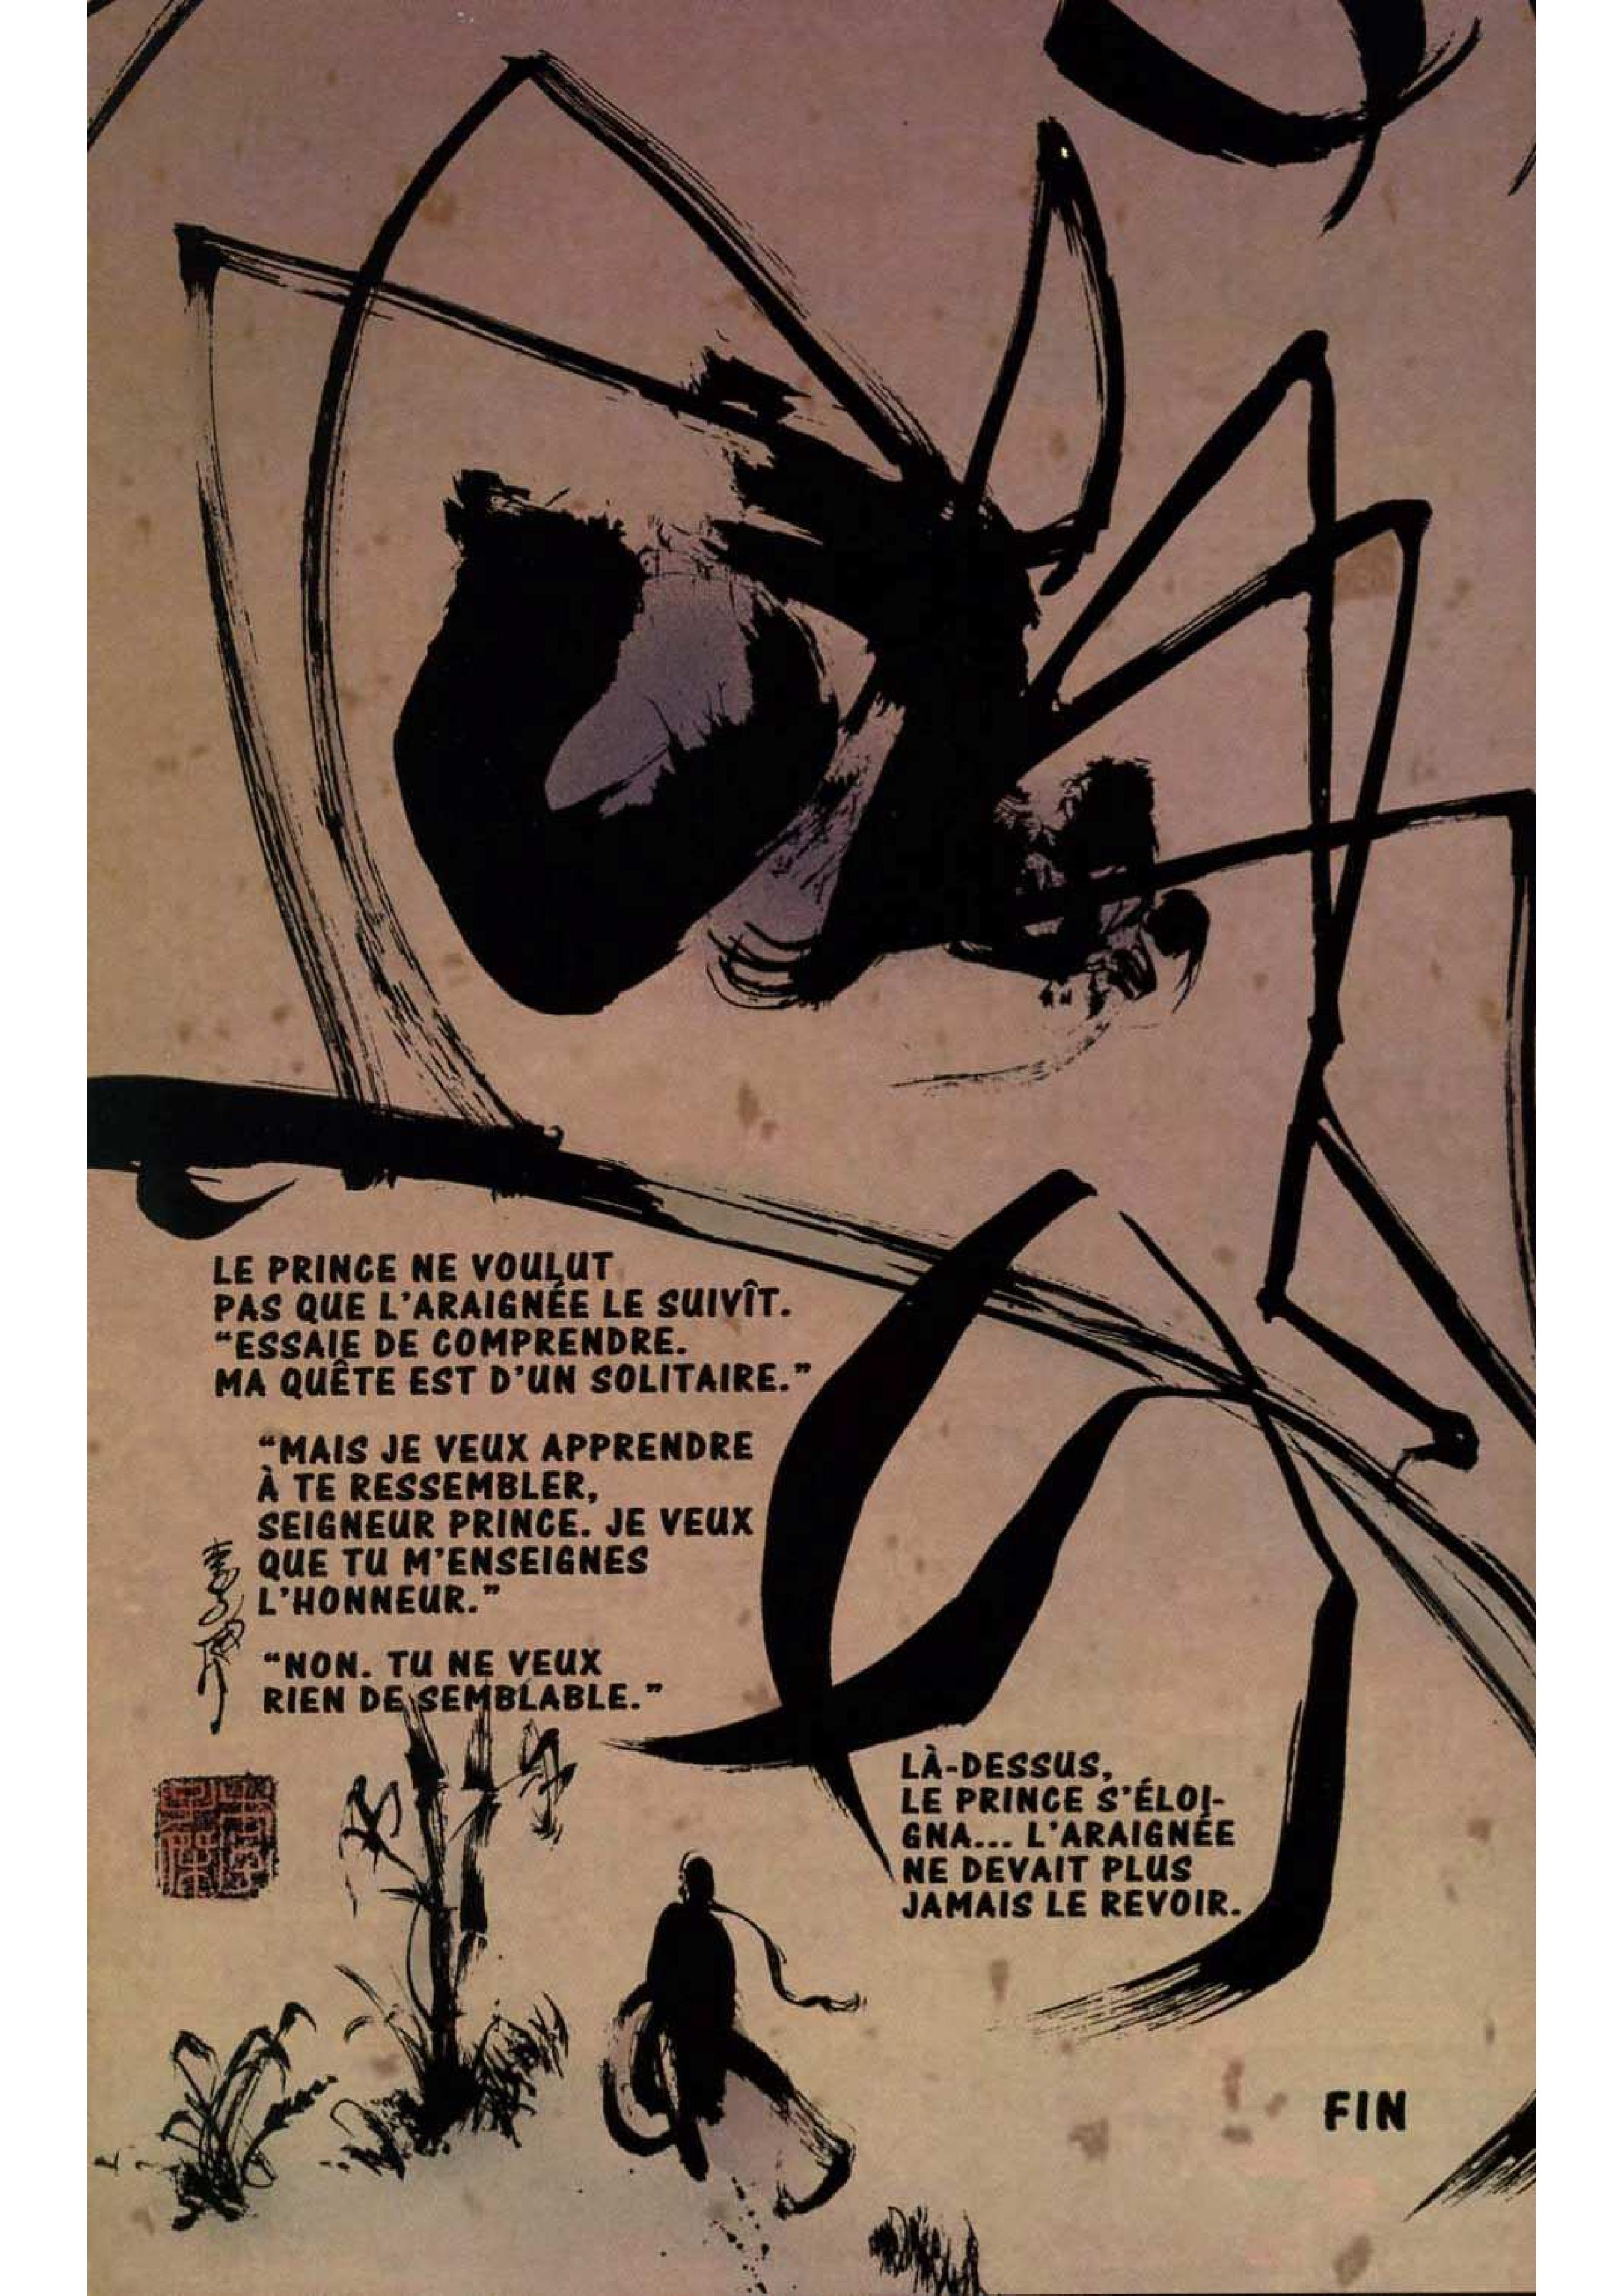 LE PRINCE NE VOULUT
PAS QUE L'ARAIGNÉE LE SUIVÎT.
“ESSAIE DE COMPRENDRE.
MA QUÊTE EST D'UN SOLITAIRE.”
“MAIS JE VEUX APPRENDRE
À TE RESSEMBLER,
SEIGNEUR PRINCE. JE VEUX
QUE TU M'ENSEIGNES
L'HONNEUR.”
“NON. TU NE VEUX
RIEN DE SEMBLABLE.”
LÀ-DESSUS,
LE PRINCE S'ÉLOI-
GNA... L'ARAIGNÉE
NE DEVAIT PLUS
JAMAIS LE REVOIR.
FIN